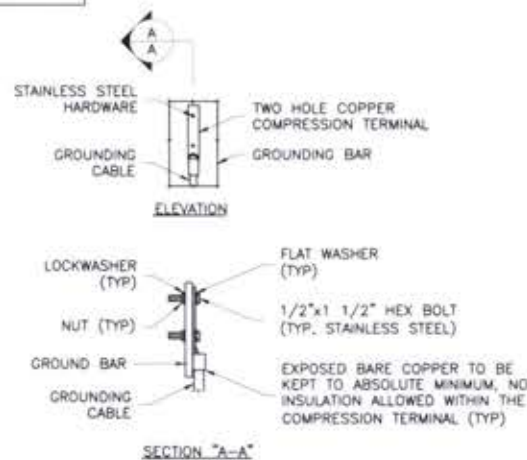 A
A
STAINLESS STEEL
HARDWARE
TWO HOLE COPPER
COMPRESSION TERMINAL
GROUNDING
CABLE
GROUNDING BAR
ELEVATION
LOCKWASHER
(TYP)
FLAT WASHER
(TYP)
NUT (TYP)
1/2"x1 1/2" HEX BOLT
(TYP. STAINLESS STEEL)
GROUND BAR
GROUNDING
CABLE
EXPOSED BARE COPPER TO BE
KEPT TO ABSOLUTE MINIMUM, NO
INSULATION ALLOWED WITHIN THE
COMPRESSION TERMINAL (TYP)
SECTION "A-A"